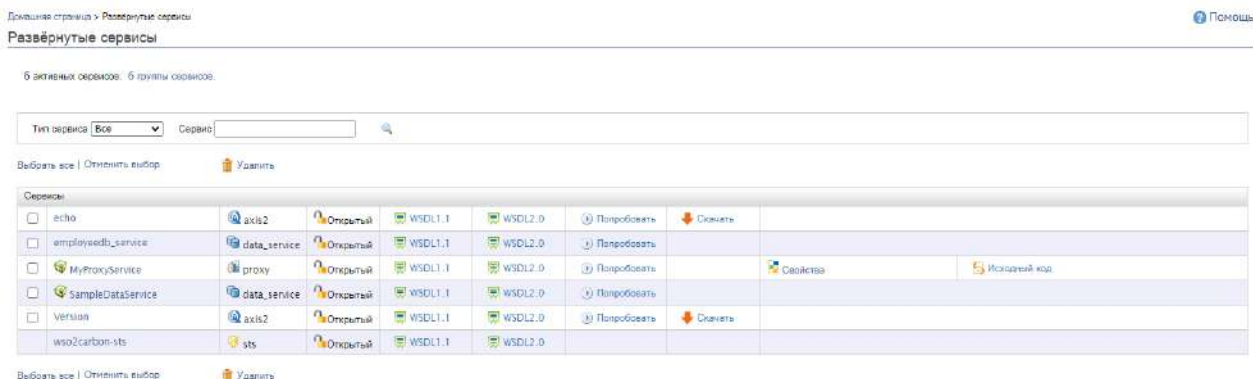 Домашняя страница > Развёрнутые сервисы
Помощь
Развёрнутые сервисы
6 активных сервисов. 6 группы сервисов.
Тип сервиса Все Сервис
Выбрать все | Отменить выбор Удалить
Сервисы
echo axis2 Открытый WSDL1.1 WSDL2.0 Попробовать Скачать
employeedb_service data_service Открытый WSDL1.1 WSDL2.0 Попробовать
MyProxyService proxy Открытый WSDL1.1 WSDL2.0 Попробовать Свойства Исходный код
SampleDataService data_service Открытый WSDL1.1 WSDL2.0 Попробовать
Version axis2 Открытый WSDL1.1 WSDL2.0 Попробовать Скачать
wso2carbon-sts sts Открытый WSDL1.1 WSDL2.0
Выбрать все | Отменить выбор Удалить